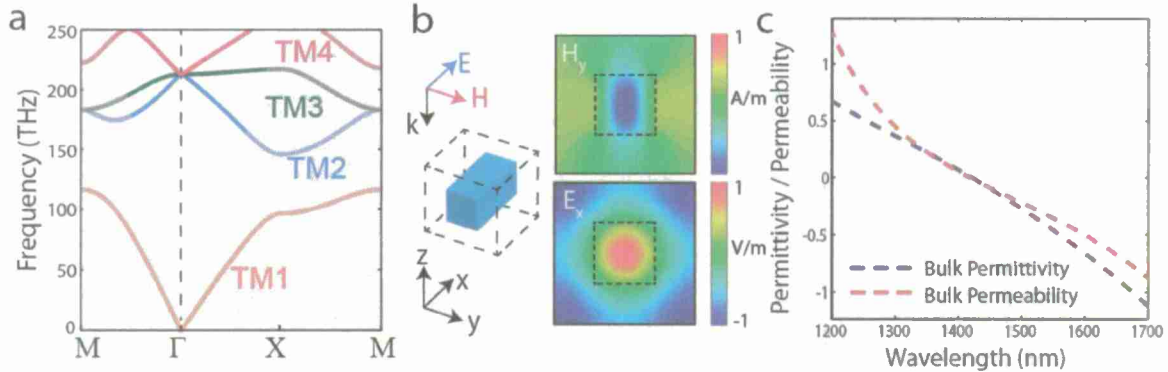 a
Frequency (THz)
250
200
150
100
50
0
TM4
TM3
TM2
TM1
M
Γ
X
M
b
E
H
k
z
x
y
H_y
1
A/m
E_x
1
V/m
-1
c
Permittivity / Permeability
1
0.5
0
-0.5
-1
Bulk Permittivity
Bulk Permeability
1200
1300
1400
1500
1600
1700
Wavelength (nm)